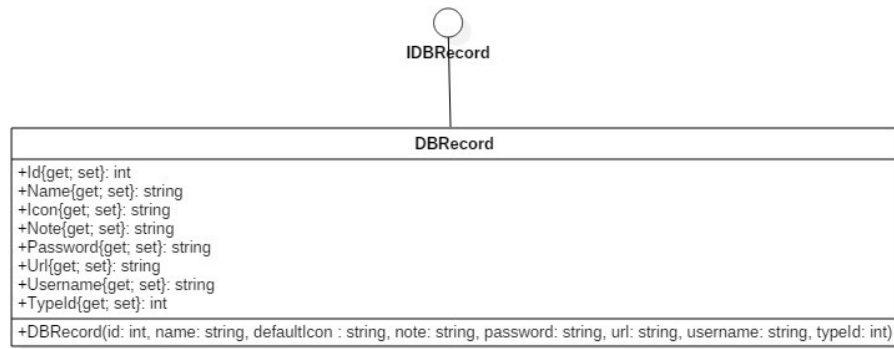 IDBRecord
DBRecord
+Id{get; set}: int
+Name{get; set}: string
+Icon{get; set}: string
+Note{get; set}: string
+Password{get; set}: string
+Url{get; set}: string
+Username{get; set}: string
+TypeId{get; set}: int
+DBRecord(id: int, name: string, defaultIcon : string, note: string, password: string, url: string, username: string, typeId: int)